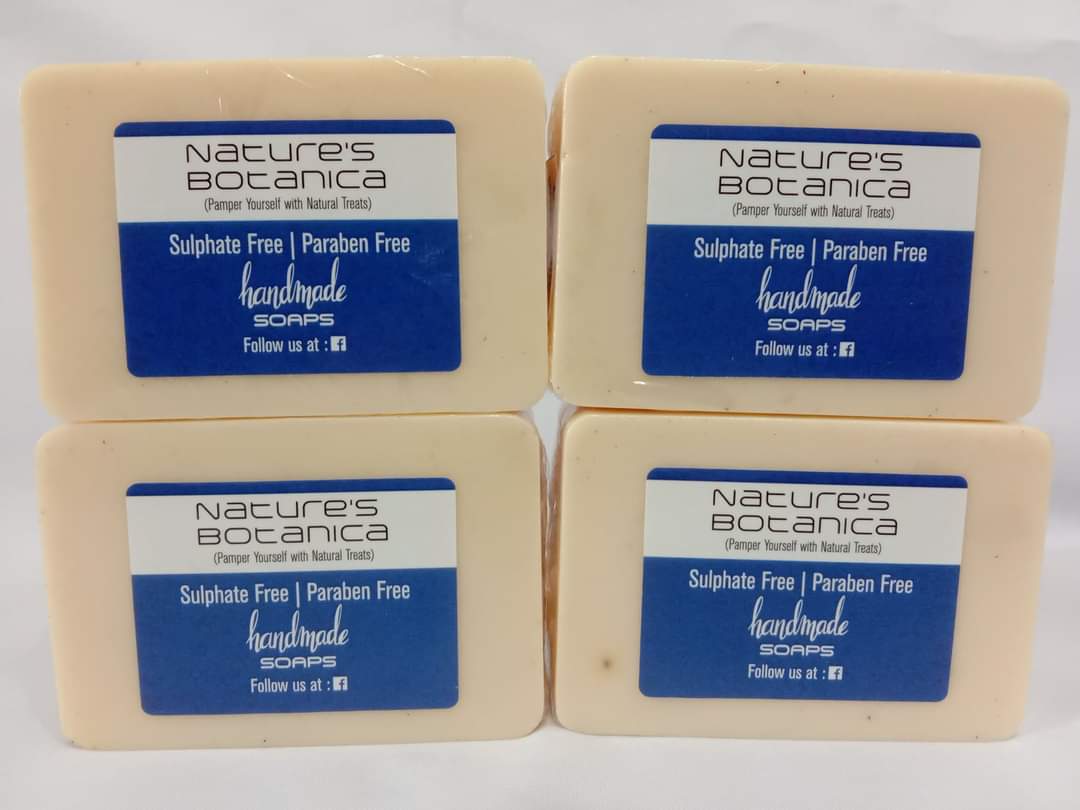 Nature's
Botanica
(Pamper Yourself with Natural Treats)
Sulphate Free | Paraben Free
handmade
SOAPS
Follow us at :
Nature's
Botanica
(Pamper Yourself with Natural Treats)
Sulphate Free | Paraben Free
handmade
SOAPS
Follow us at :
Nature's
Botanica
(Pamper Yourself with Natural Treats)
Sulphate Free | Paraben Free
handmade
SOAPS
Follow us at :
Nature's
Botanica
(Pamper Yourself with Natural Treats)
Sulphate Free | Paraben Free
handmade
SOAPS
Follow us at :